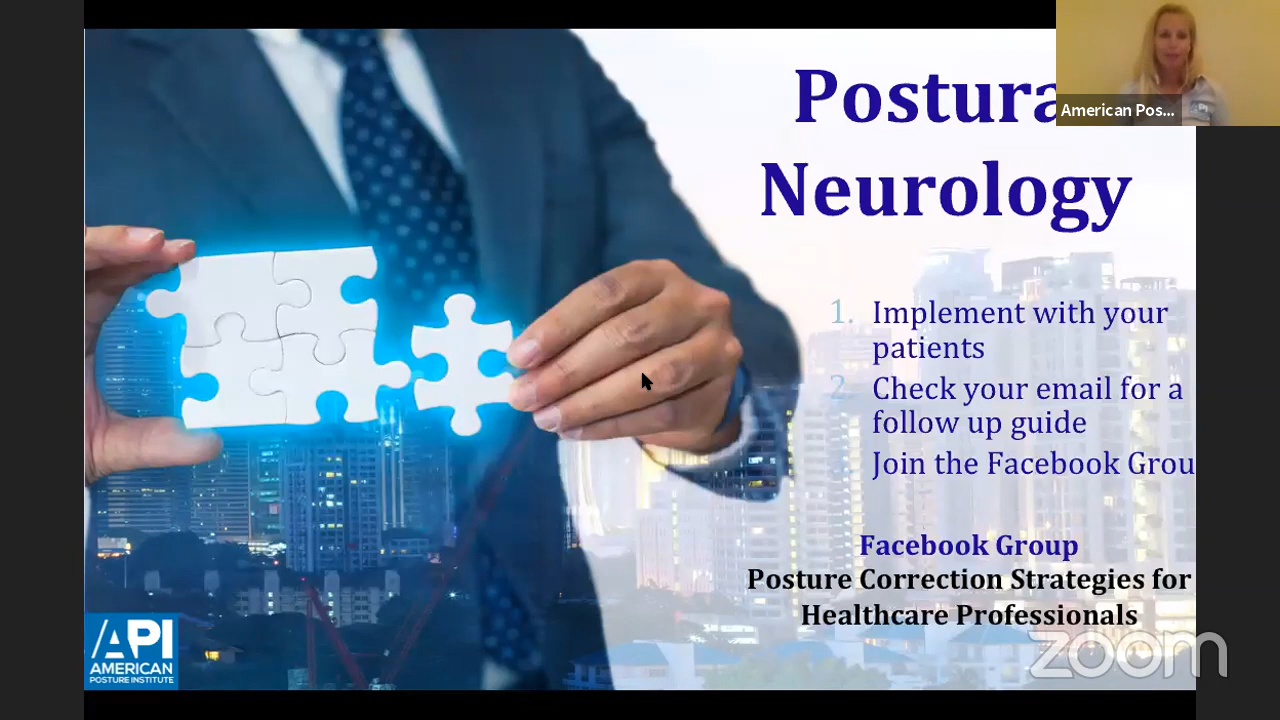 Postura
Neurology
American Pos...
1. Implement with your
patients
2. Check your email for a
follow up guide
Join the Facebook Grou
Facebook Group
Posture Correction Strategies for
Healthcare Professionals
API
AMERICAN
POSTURE INSTITUTE
zoom